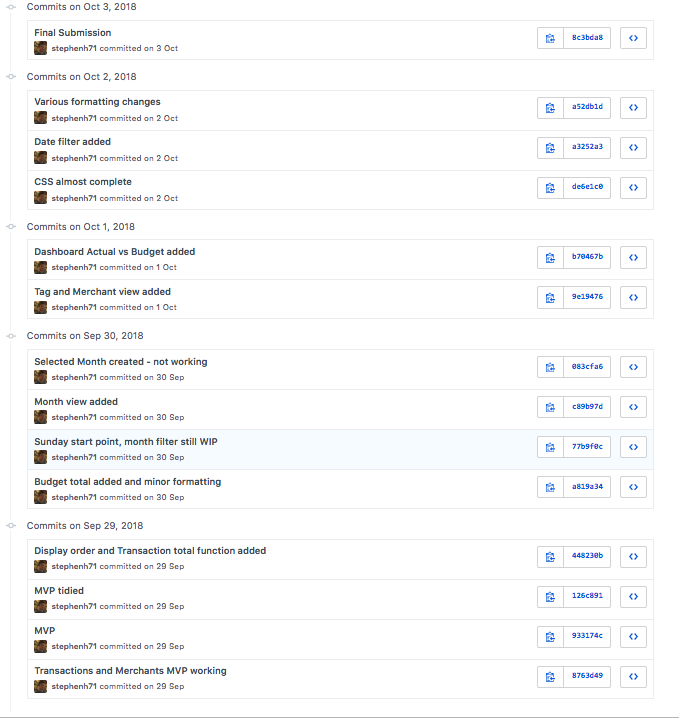 Commits on Oct 3, 2018
Final Submission
8c3bda8
stephenh71 committed on 3 Oct
Commits on Oct 2, 2018
Various formatting changes
a52db1d
stephenh71 committed on 2 Oct
Date filter added
a3252a3
stephenh71 committed on 2 Oct
CSS almost complete
de6e1c0
stephenh71 committed on 2 Oct
Commits on Oct 1, 2018
Dashboard Actual vs Budget added
b70467b
stephenh71 committed on 1 Oct
Tag and Merchant view added
9e19476
stephenh71 committed on 1 Oct
Commits on Sep 30, 2018
Selected Month created - not working
083cfa6
stephenh71 committed on 30 Sep
Month view added
c89b97d
stephenh71 committed on 30 Sep
Sunday start point, month filter still WIP
77b9f0c
stephenh71 committed on 30 Sep
Budget total added and minor formatting
a819a34
stephenh71 committed on 30 Sep
Commits on Sep 29, 2018
Display order and Transaction total function added
448230b
stephenh71 committed on 29 Sep
MVP tidied
126c891
stephenh71 committed on 29 Sep
MVP
933174c
stephenh71 committed on 29 Sep
Transactions and Merchants MVP working
8763d49
stephenh71 committed on 29 Sep